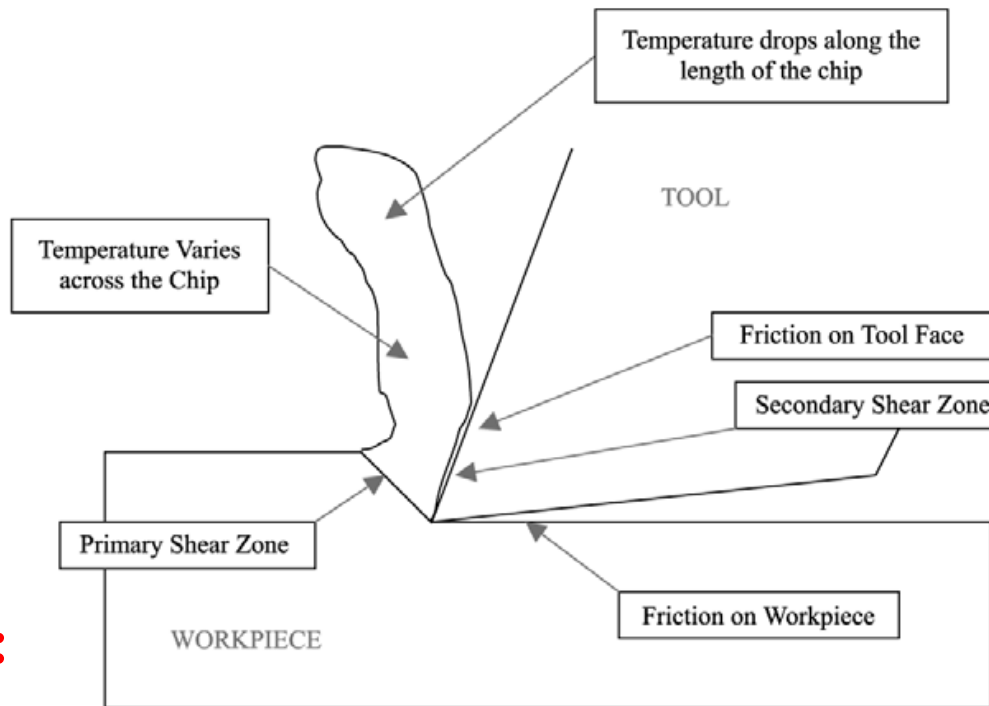 Temperature drops along the
length of the chip
TOOL
Temperature Varies
across the Chip
Friction on Tool Face
Secondary Shear Zone
Primary Shear Zone
Friction on Workpiece
WORKPIECE
: